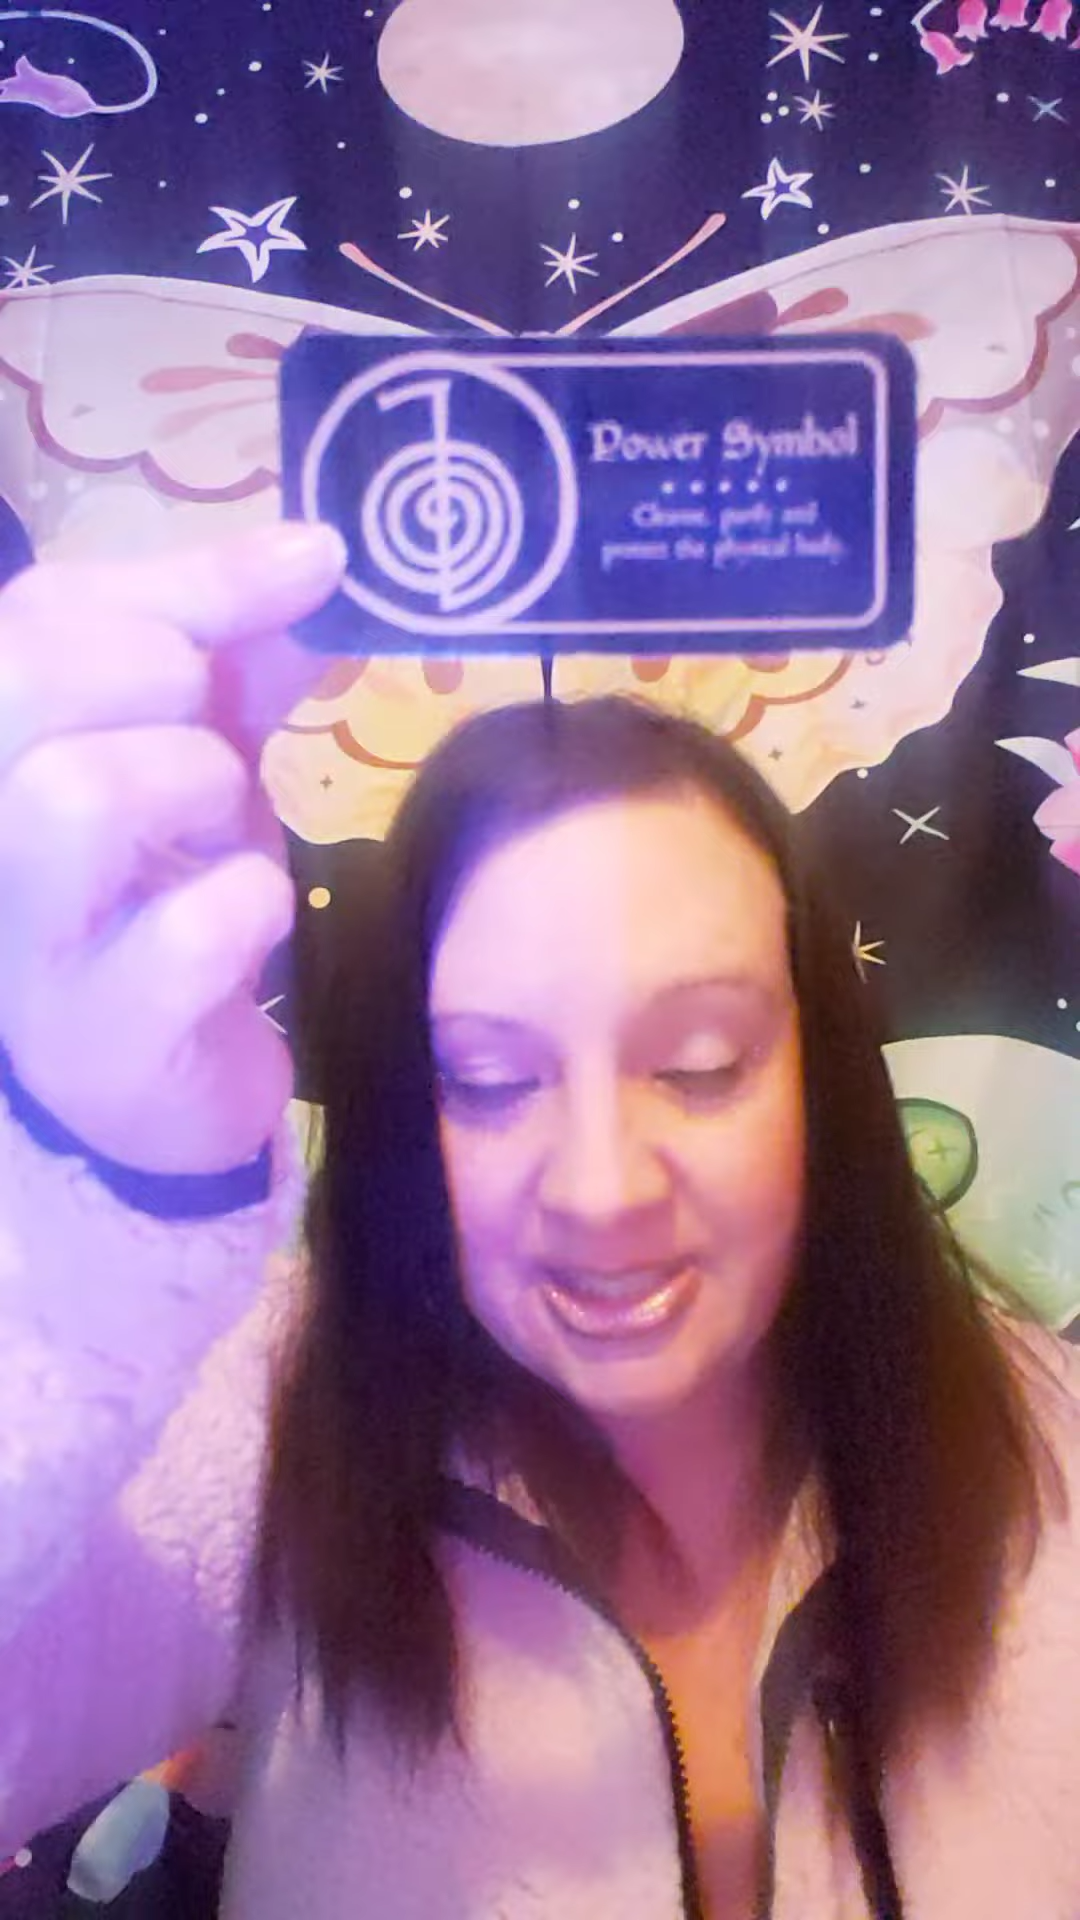 Power Symbol
Cleanse, purify and
protect the physical body.